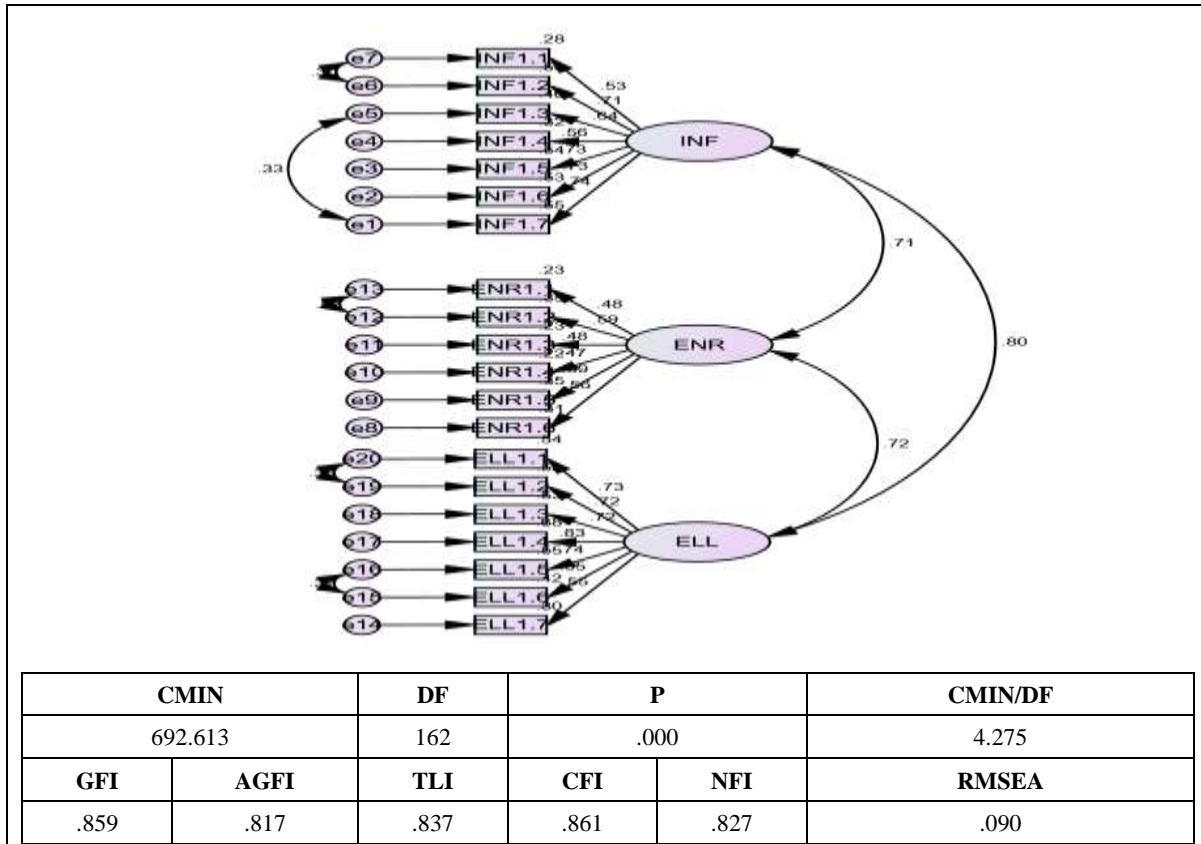 .28
e7 INF1.1
.53
e6 INF1.2
.71
e5 INF1.3
.64
e4 INF1.4
.56
INF
e3 INF1.5
.73
e2 INF1.6
.74
e1 INF1.7
.33
.71
.80
.23
e13 ENR1.1
.48
e12 ENR1.2
e11 ENR1.3
.48
ENR
e10 ENR1.4
e9 ENR1.5
e8 ENR1.6
.72
e20 ELL1.1
.73
e19 ELL1.2
.72
e18 ELL1.3
.72
e17 ELL1.4
.83
ELL
e16 ELL1.5
e15 ELL1.6
e14 ELL1.7
CMIN DF P CMIN/DF
692.613 162 .000 4.275
GFI AGFI TLI CFI NFI RMSEA
.859 .817 .837 .861 .827 .090